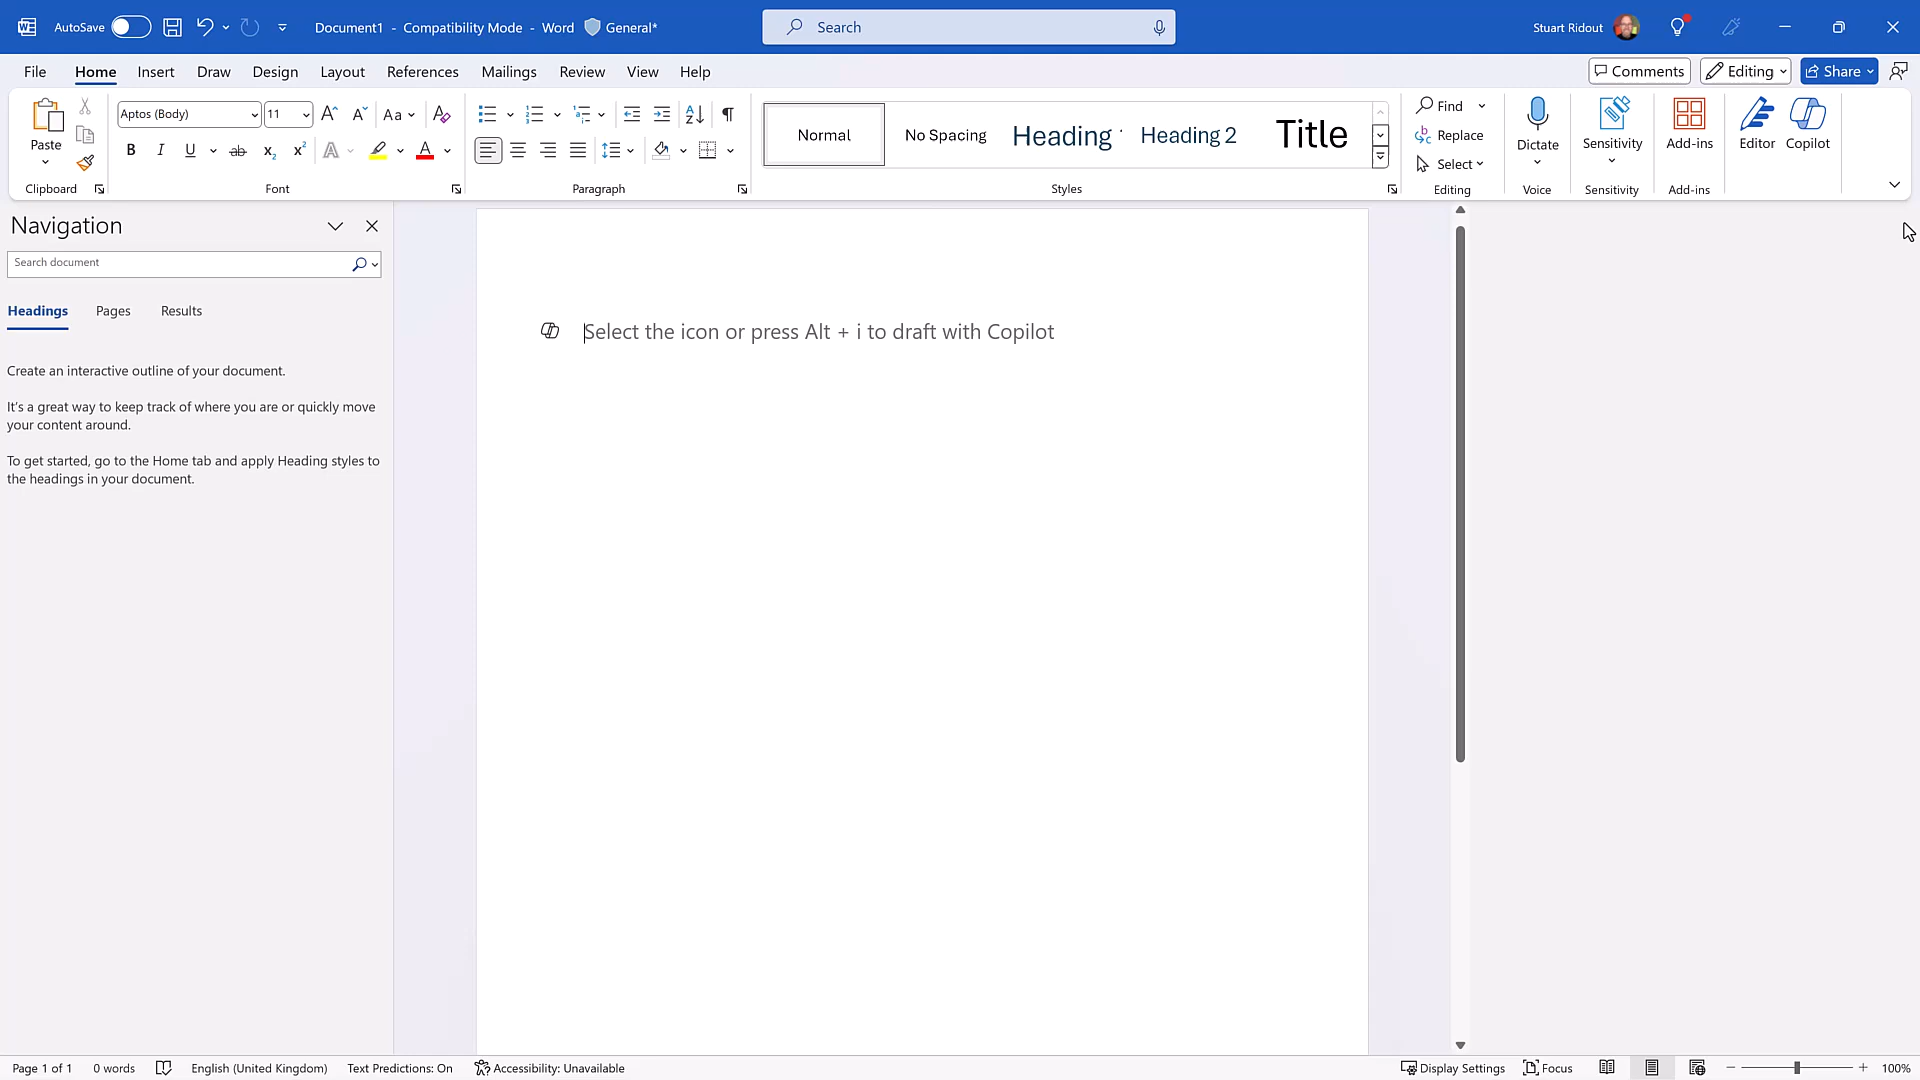 AutoSave
Document1 - Compatibility Mode - Word
General*
Search
Stuart Ridout
File
Home
Insert
Draw
Design
Layout
References
Mailings
Review
View
Help
Comments
Editing
Share
Paste
Clipboard
Aptos (Body)
11
Font
Paragraph
Normal
No Spacing
Heading
Heading 2
Title
Styles
Find
Replace
Select
Editing
Dictate
Voice
Sensitivity
Sensitivity
Add-ins
Add-ins
Editor
Copilot
Navigation
Search document
Headings
Pages
Results
Create an interactive outline of your document.
It's a great way to keep track of where you are or quickly move
your content around.
To get started, go to the Home tab and apply Heading styles to
the headings in your document.
Select the icon or press Alt + i to draft with Copilot
Page 1 of 1
0 words
English (United Kingdom)
Text Predictions: On
Accessibility: Unavailable
Display Settings
Focus
100%